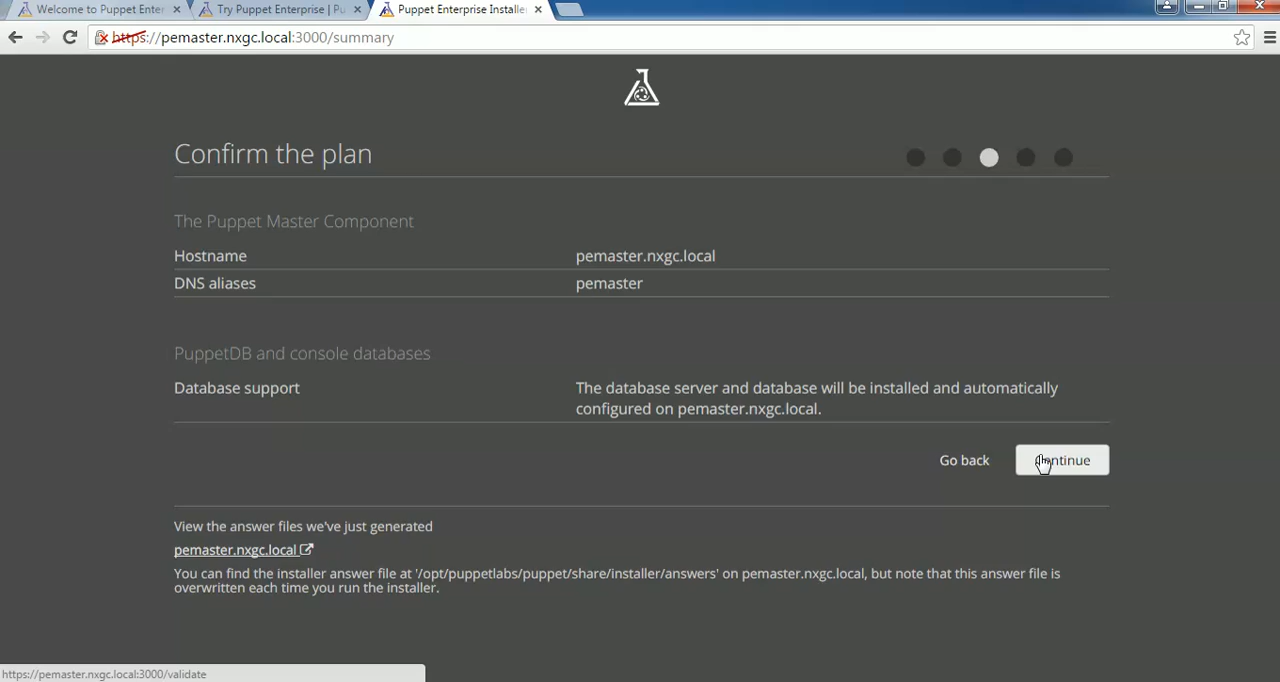 Welcome to Puppet Enter
Try Puppet Enterprise | Pu
Puppet Enterprise Installe
https://pemaster.nxgc.local:3000/summary
Confirm the plan
The Puppet Master Component
Hostname pemaster.nxgc.local
DNS aliases pemaster
PuppetDB and console databases
Database support The database server and database will be installed and automatically
configured on pemaster.nxgc.local.
Go back Continue
View the answer files we've just generated
pemaster.nxgc.local
You can find the installer answer file at '/opt/puppetlabs/puppet/share/installer/answers' on pemaster.nxgc.local, but note that this answer file is
overwritten each time you run the installer.
https://pemaster.nxgc.local:3000/validate